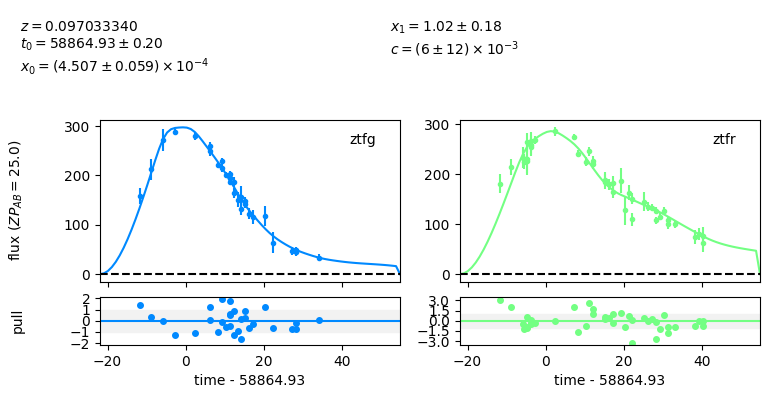 z = 0.097033340
t₀ = 58864.93 ± 0.20
x₀ = (4.507 ± 0.059) × 10⁻⁴
x₁ = 1.02 ± 0.18
c = (6 ± 12) × 10⁻³
flux (ZP_AB = 25.0)
300
200
100
0
ztfg
300
200
100
0
ztfr
pull
2
1
0
−1
−2
3.0
1.5
0.0
−1.5
−3.0
−20 0 20 40
−20 0 20 40
time - 58864.93
time - 58864.93